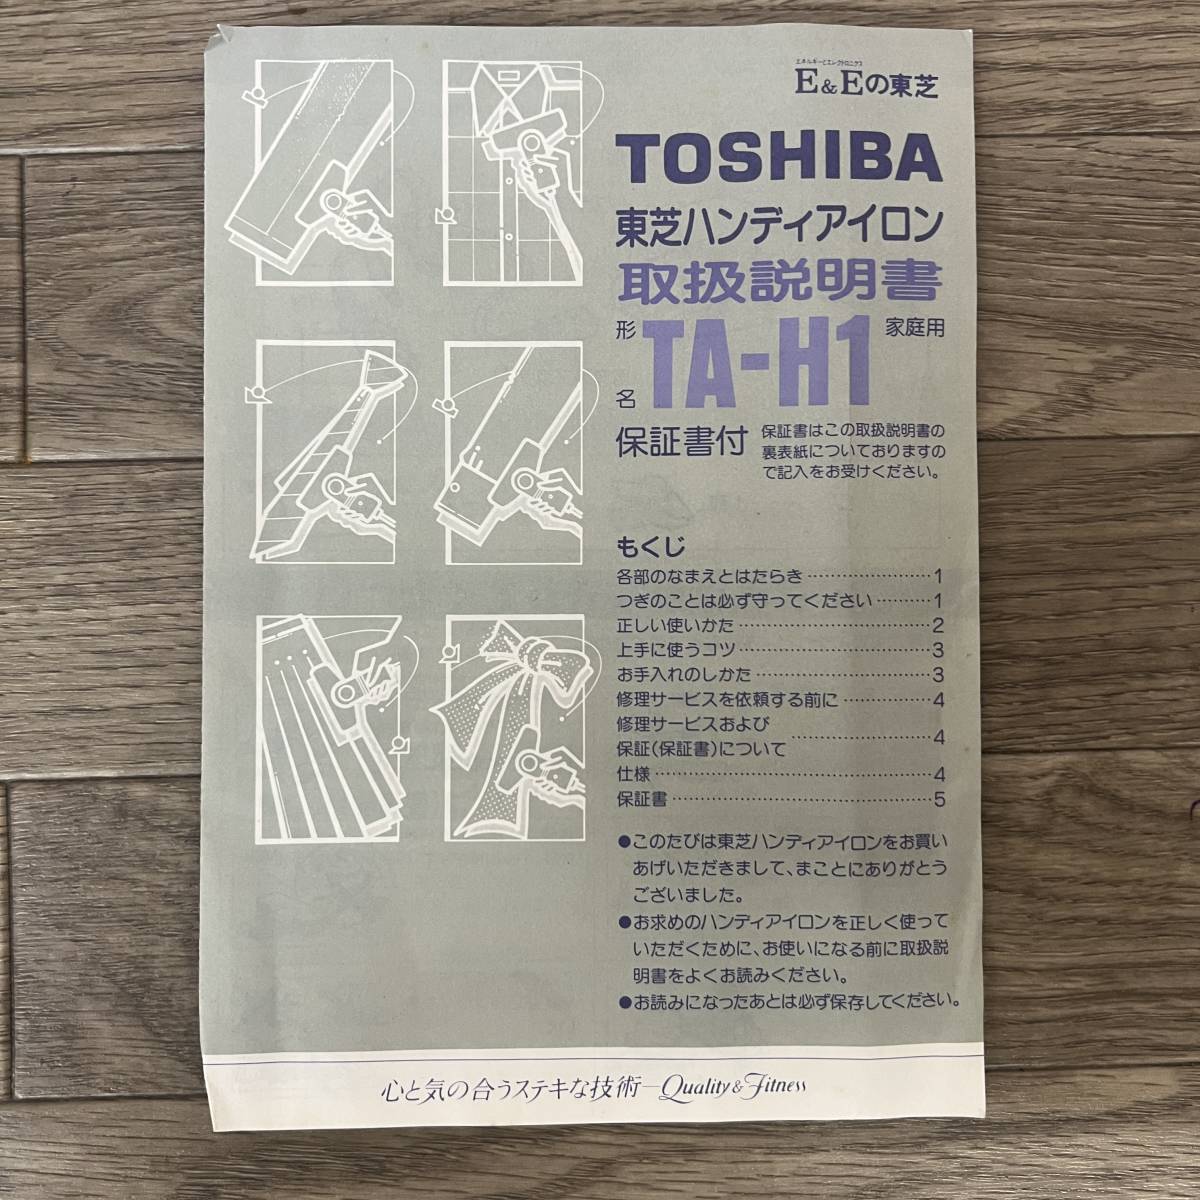 エネルギーとエレクトロニクス
E&Eの東芝
TOSHIBA
東芝ハンディアイロン
取扱説明書
形名 TA-H1 家庭用
保証書付
保証書はこの取扱説明書の
裏表紙についておりますの
で記入をお受けください。
もくじ
各部のなまえとはたらき……………………1
つぎのことは必ず守ってください…………1
正しい使いかた………………………………2
上手に使うコツ………………………………3
お手入れのしかた……………………………3
修理サービスを依頼する前に………………4
修理サービスおよび
保証(保証書)について………………………4
仕様……………………………………………4
保証書…………………………………………5
●このたびは東芝ハンディアイロンをお買い
あげいただきまして、まことにありがとう
ございました。
●お求めのハンディアイロンを正しく使って
いただくために、お使いになる前に取扱説
明書をよくお読みください。
●お読みになったあとは必ず保存してください。
心と気の合うステキな技術—Quality & Fitness